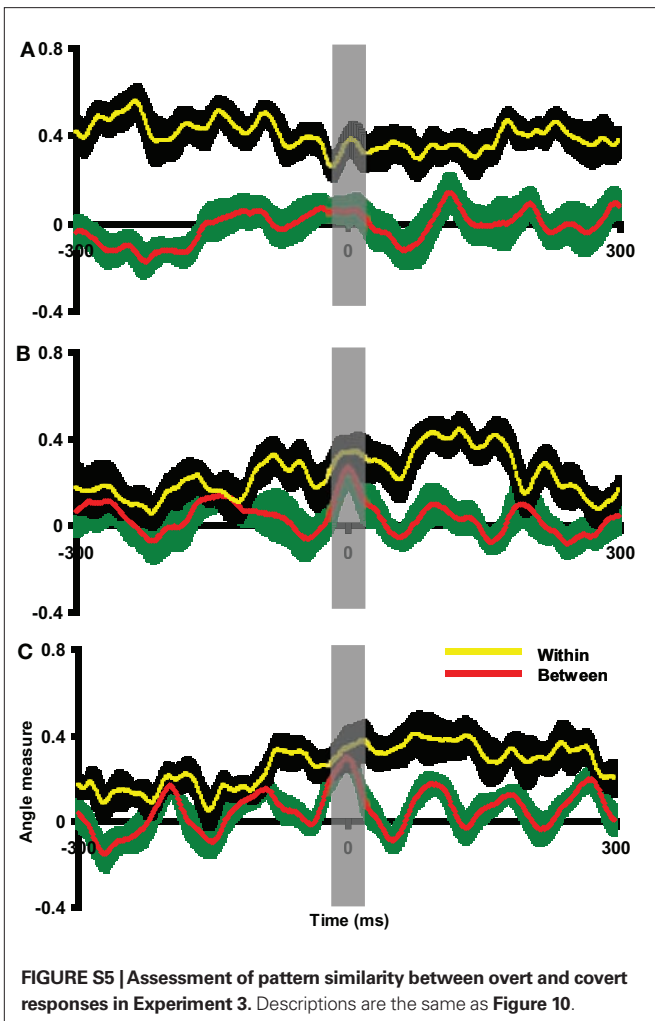 A 0.8
0.4
0
-300 0 300
-0.4
B 0.8
0.4
0
-300 0 300
-0.4
C 0.8
Within
Between
0.4
Angle measure
0
-300 0 300
-0.4
Time (ms)
FIGURE S5 | Assessment of pattern similarity between overt and covert
responses in Experiment 3. Descriptions are the same as Figure 10.